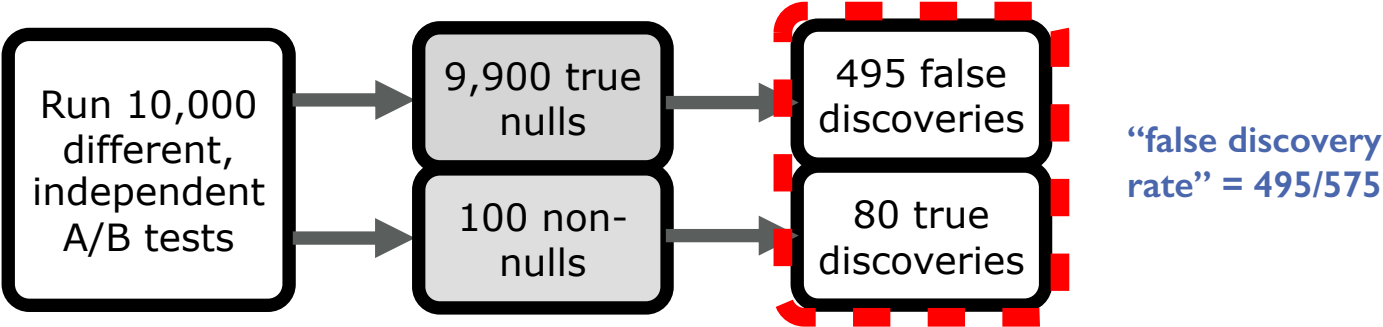 Run 10,000
different,
independent
A/B tests
9,900 true
nulls
100 non-
nulls
495 false
discoveries
80 true
discoveries
“false discovery
rate” = 495/575